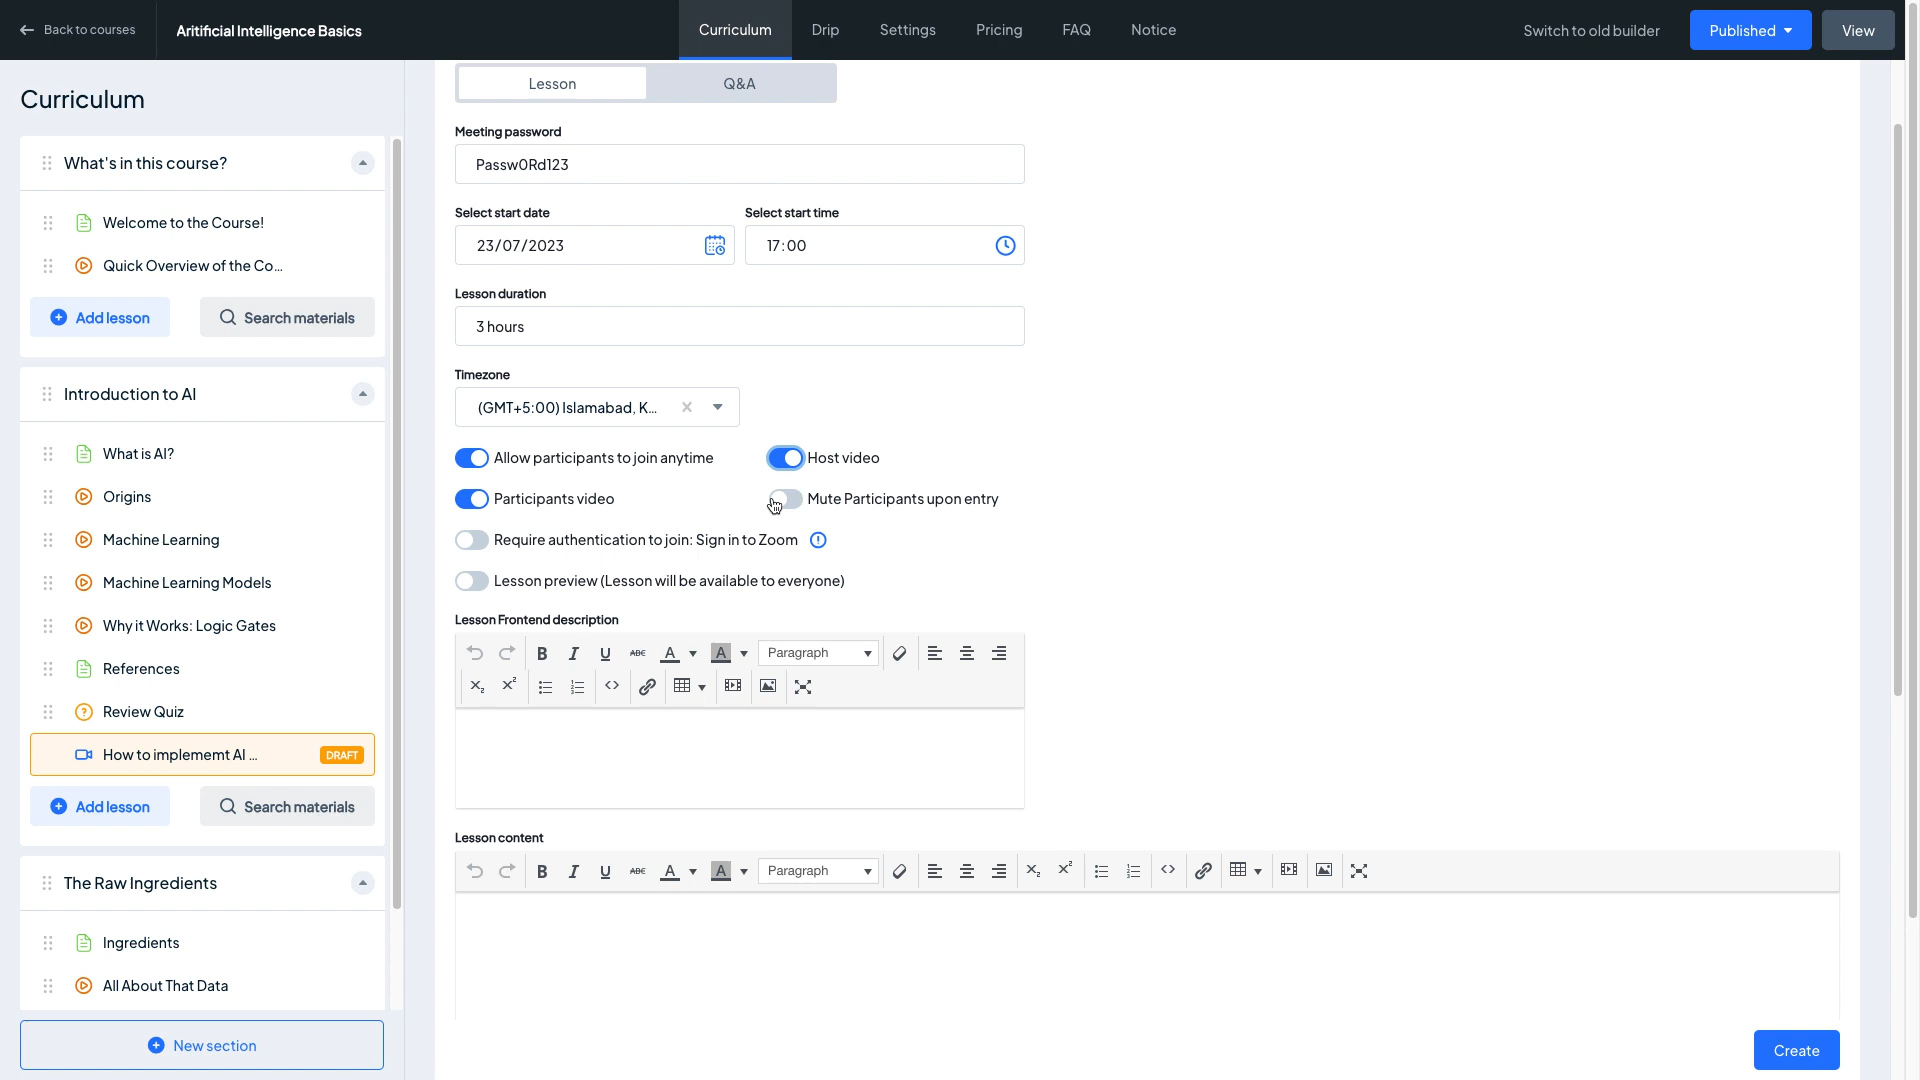 Back to courses
Aritificial Intelligence Basics
Curriculum
Drip
Settings
Pricing
FAQ
Notice
Switch to old builder
Published
View
Curriculum
What's in this course?
Welcome to the Course!
Quick Overview of the Co...
Add lesson
Search materials
Introduction to AI
What is AI?
Origins
Machine Learning
Machine Learning Models
Why it Works: Logic Gates
References
Review Quiz
How to implememt AI ...
DRAFT
Add lesson
Search materials
The Raw Ingredients
Ingredients
All About That Data
New section
Lesson
Q&A
Meeting password
Passw0Rd123
Select start date
Select start time
23/07/2023
17:00
Lesson duration
3 hours
Timezone
(GMT+5:00) Islamabad, K...
Allow participants to join anytime
Host video
Participants video
Mute Participants upon entry
Require authentication to join: Sign in to Zoom
Lesson preview (Lesson will be available to everyone)
Lesson Frontend description
B I U ABC A A Paragraph
X₂ X²
Lesson content
B I U ABC A A Paragraph X₂ X²
Create